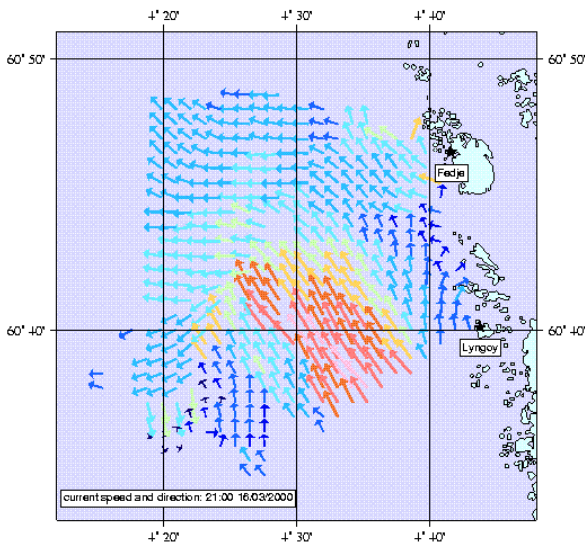 4° 20' 4° 30' 4° 40'
60° 50' 60° 50'
Fedje
60° 40' 60° 40'
Lyngoy
current speed and direction: 21:00 16/03/2000
4° 20' 4° 30' 4° 40'